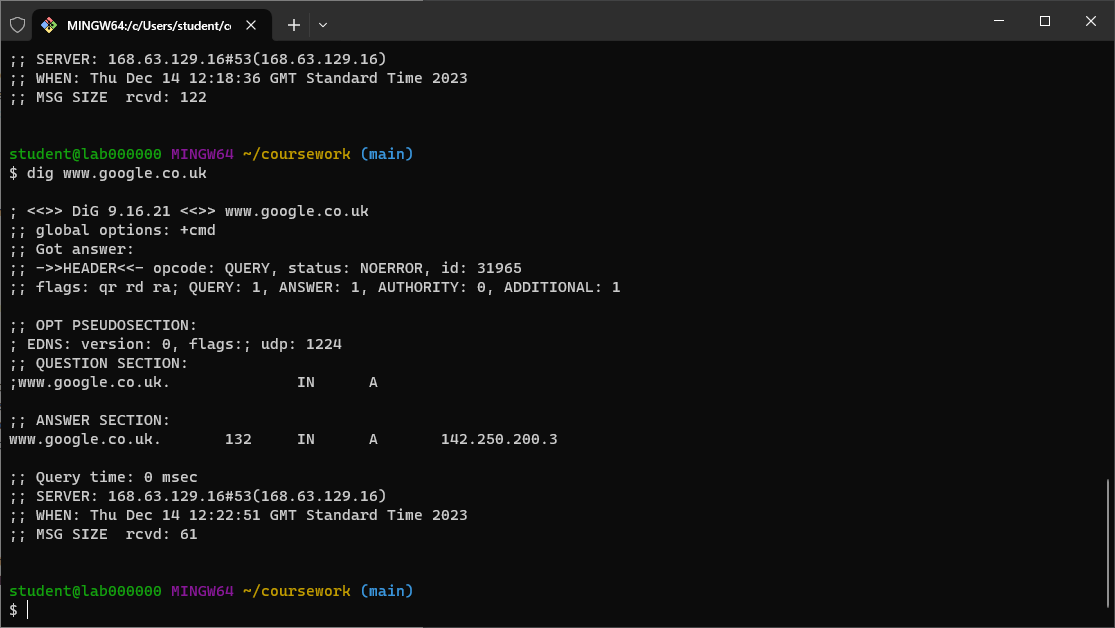 MINGW64:/c/Users/student/co
;; SERVER: 168.63.129.16#53(168.63.129.16)
;; WHEN: Thu Dec 14 12:18:36 GMT Standard Time 2023
;; MSG SIZE  rcvd: 122
student@lab000000 MINGW64 ~/coursework (main)
$ dig www.google.co.uk
; <<>> DiG 9.16.21 <<>> www.google.co.uk
;; global options: +cmd
;; Got answer:
;; ->>HEADER<<- opcode: QUERY, status: NOERROR, id: 31965
;; flags: qr rd ra; QUERY: 1, ANSWER: 1, AUTHORITY: 0, ADDITIONAL: 1
;; OPT PSEUDOSECTION:
; EDNS: version: 0, flags:; udp: 1224
;; QUESTION SECTION:
;www.google.co.uk.              IN      A
;; ANSWER SECTION:
www.google.co.uk.       132     IN      A       142.250.200.3
;; Query time: 0 msec
;; SERVER: 168.63.129.16#53(168.63.129.16)
;; WHEN: Thu Dec 14 12:22:51 GMT Standard Time 2023
;; MSG SIZE  rcvd: 61
student@lab000000 MINGW64 ~/coursework (main)
$